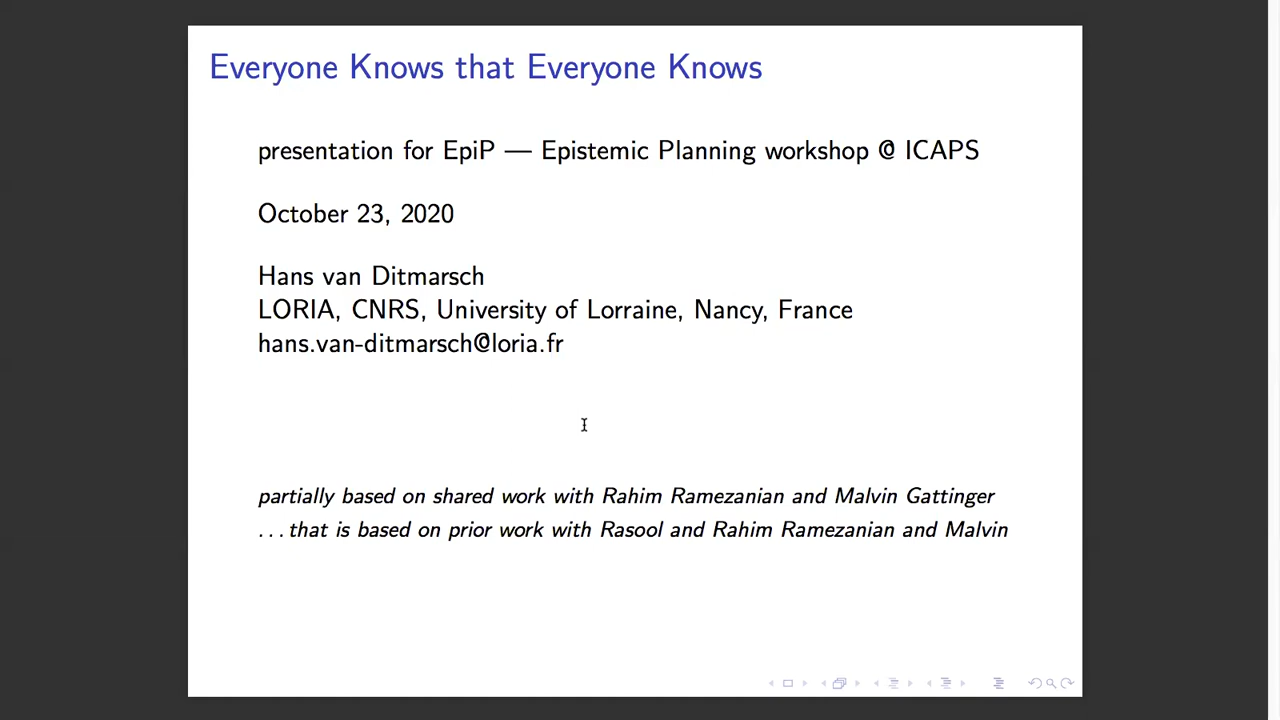 Everyone Knows that Everyone Knows
presentation for EpiP — Epistemic Planning workshop @ ICAPS
October 23, 2020
Hans van Ditmarsch
LORIA, CNRS, University of Lorraine, Nancy, France
hans.van-ditmarsch@loria.fr
partially based on shared work with Rahim Ramezanian and Malvin Gattinger
...that is based on prior work with Rasool and Rahim Ramezanian and Malvin